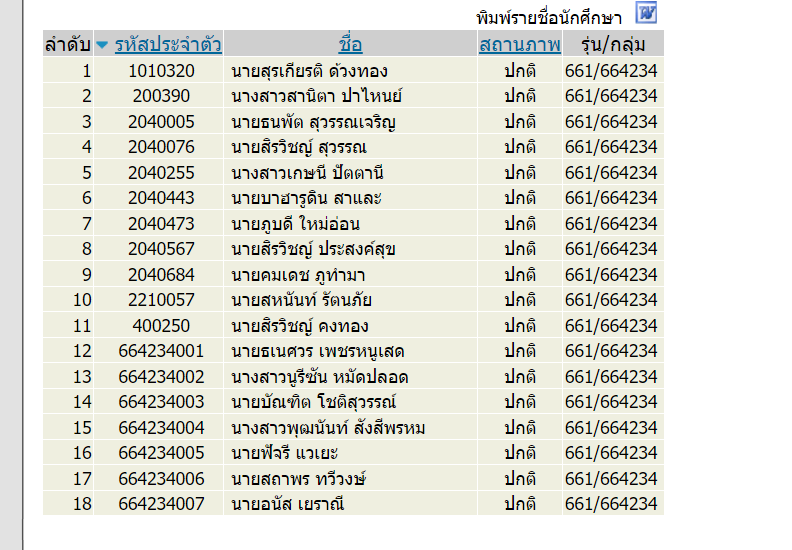 พิมพ์รายชื่อนักศึกษา
ลำดับ รหัสประจำตัว ชื่อ สถานภาพ รุ่น/กลุ่ม
1 1010320 นายสุรเกียรติ ด้วงทอง ปกติ 661/664234
2 200390 นางสาวสานิตา ปาไหนย์ ปกติ 661/664234
3 2040005 นายธนพัต สุวรรณเจริญ ปกติ 661/664234
4 2040076 นายสิรวิชญ์ สุวรรณ ปกติ 661/664234
5 2040255 นางสาวเกษนี ปัตตานี ปกติ 661/664234
6 2040443 นายบาฮารูดิน สาและ ปกติ 661/664234
7 2040473 นายภูบดี ใหม่อ่อน ปกติ 661/664234
8 2040567 นายสิรวิชญ์ ประสงค์สุข ปกติ 661/664234
9 2040684 นายคมเดช ภูทำมา ปกติ 661/664234
10 2210057 นายสหนันท์ รัตนภัย ปกติ 661/664234
11 400250 นายสิรวิชญ์ คงทอง ปกติ 661/664234
12 664234001 นายธเนศวร เพชรหนูเสด ปกติ 661/664234
13 664234002 นางสาวนูรีซัน หมัดปลอด ปกติ 661/664234
14 664234003 นายบัณฑิต โชติสุวรรณ์ ปกติ 661/664234
15 664234004 นางสาวพุฒนันท์ สังสีพรหม ปกติ 661/664234
16 664234005 นายฟัจรี แวเยะ ปกติ 661/664234
17 664234006 นายสถาพร ทวีวงษ์ ปกติ 661/664234
18 664234007 นายอนัส เยราณี ปกติ 661/664234